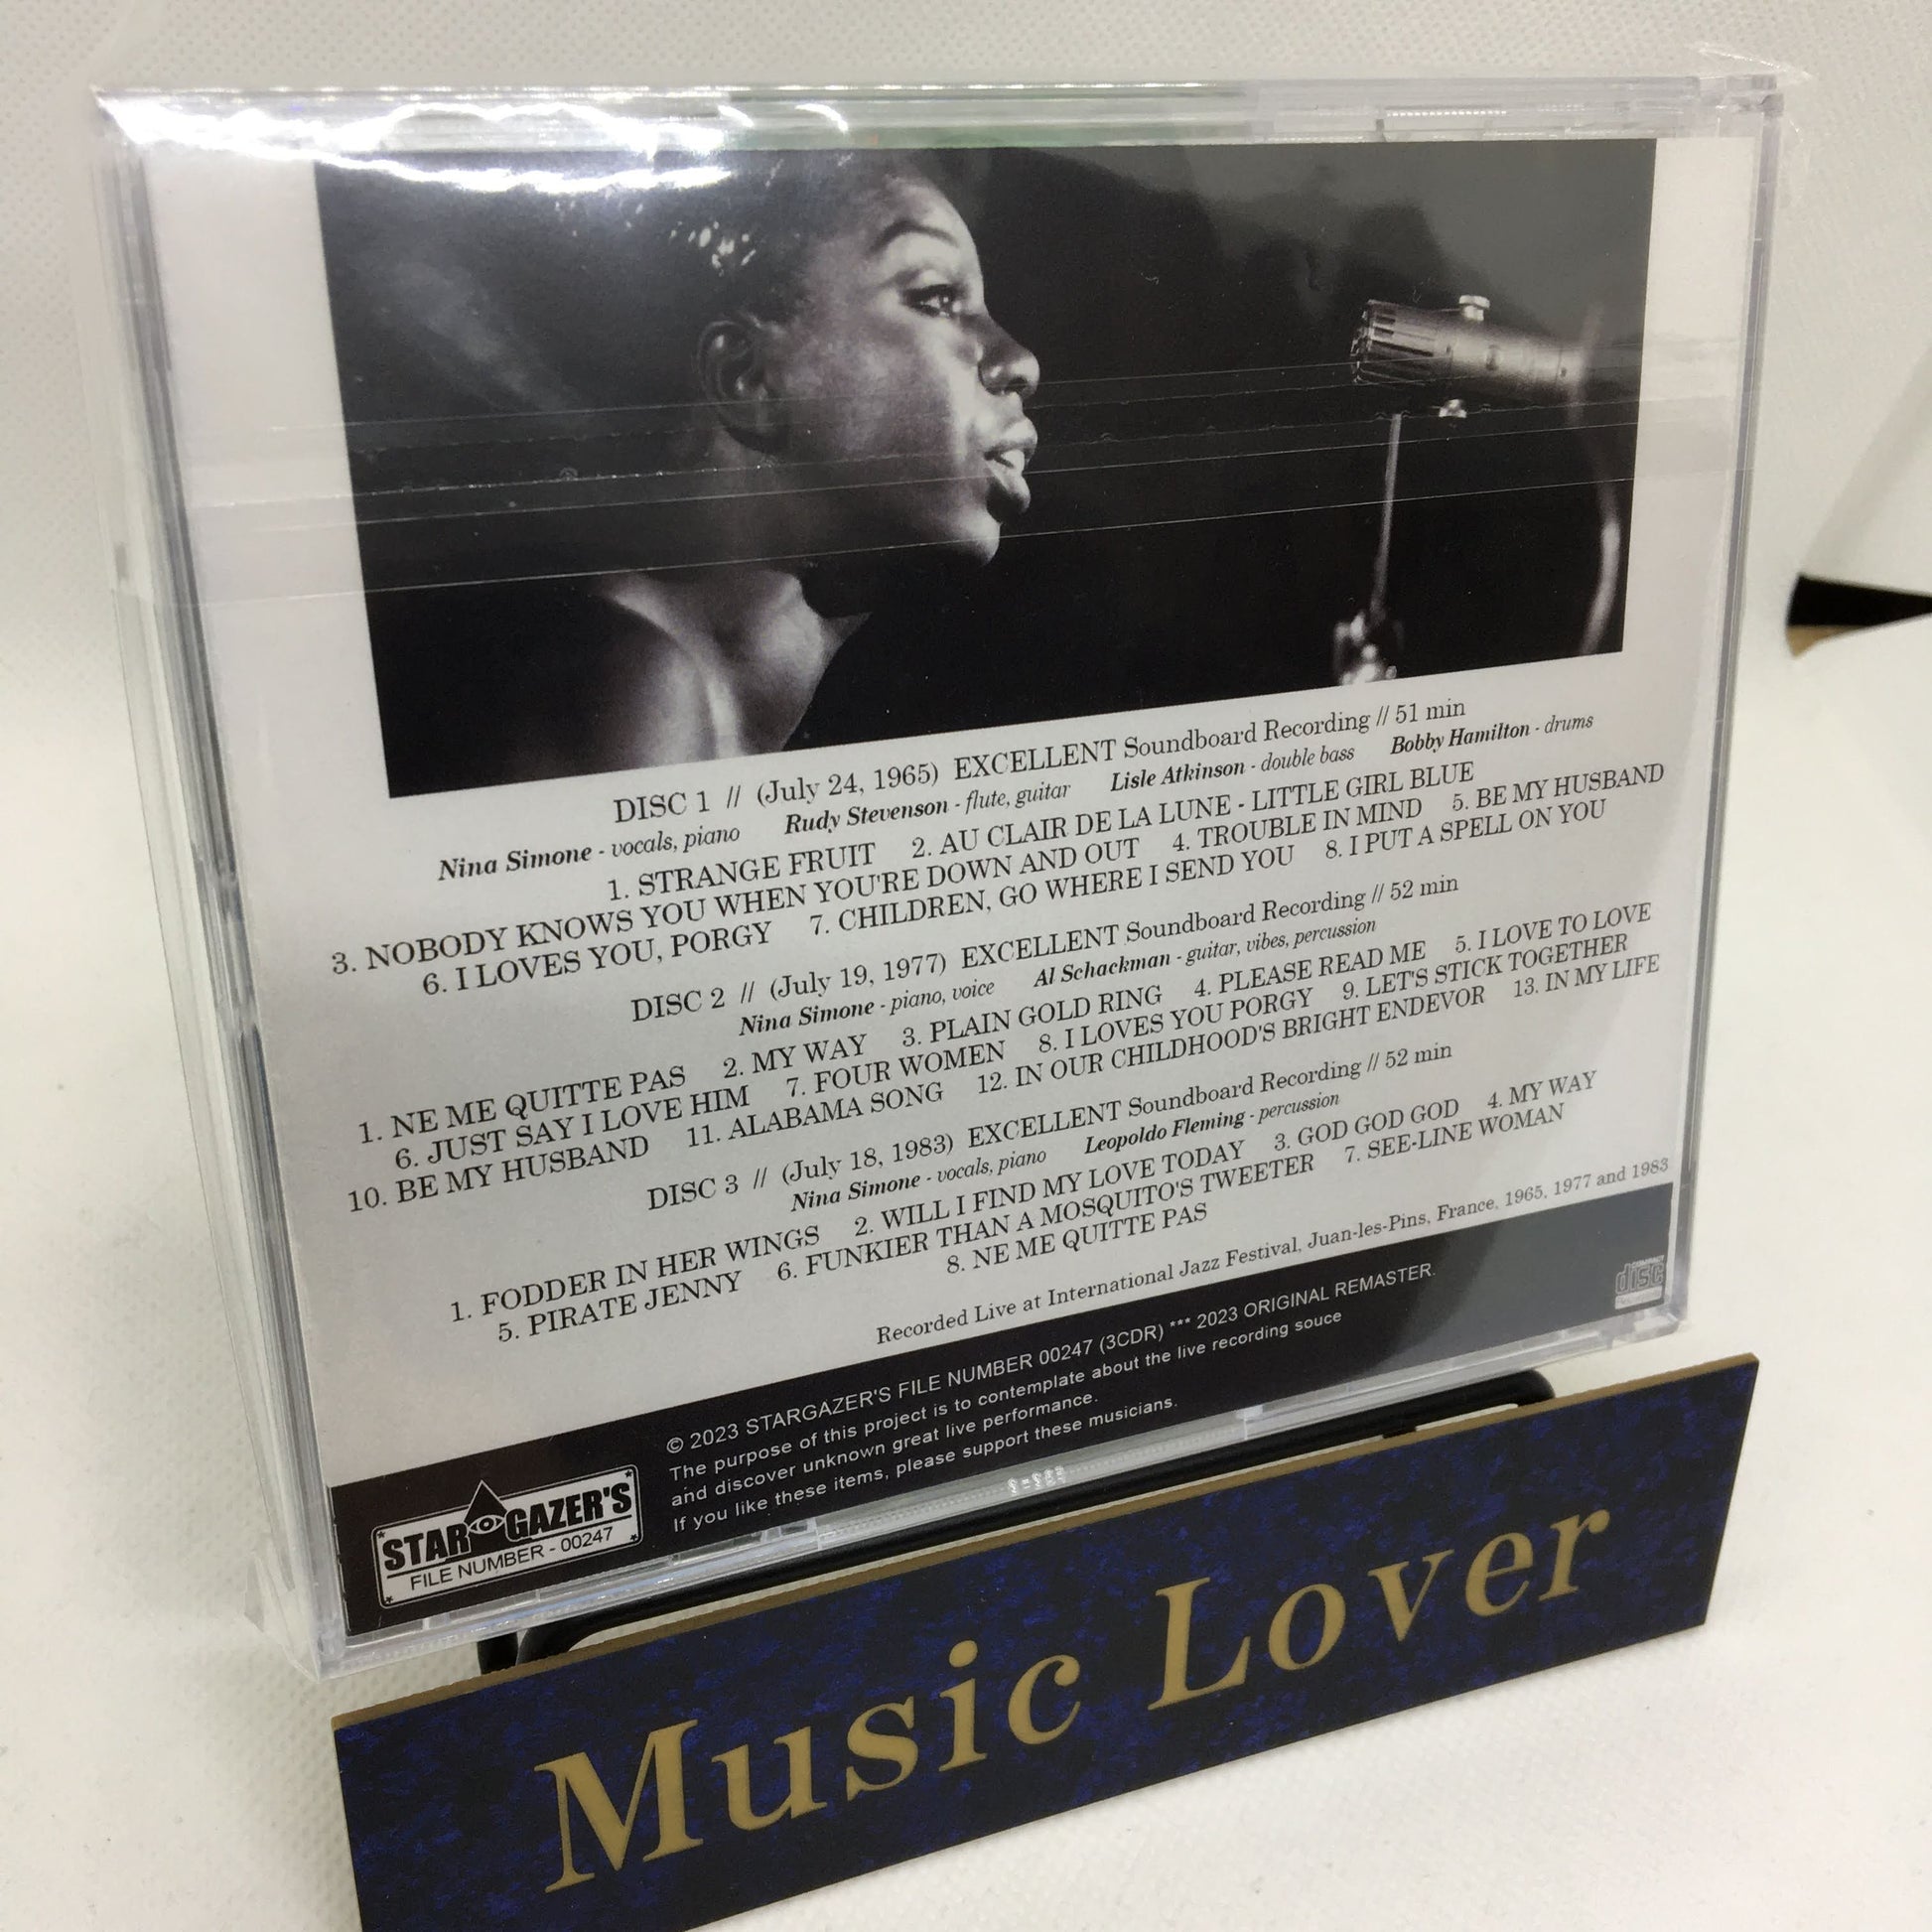 DISC 1 // (July 24, 1965) EXCELLENT Soundboard Recording // 51 min
Nina Simone - vocals, piano Rudy Stevenson - flute, guitar Lisle Atkinson - double bass Bobby Hamilton - drums
1. STRANGE FRUIT 2. AU CLAIR DE LA LUNE - LITTLE GIRL BLUE
3. NOBODY KNOWS YOU WHEN YOU'RE DOWN AND OUT 4. TROUBLE IN MIND 5. BE MY HUSBAND
6. I LOVES YOU, PORGY 7. CHILDREN, GO WHERE I SEND YOU 8. I PUT A SPELL ON YOU
DISC 2 // (July 19, 1977) EXCELLENT Soundboard Recording // 52 min
Nina Simone - piano, voice Al Schackman - guitar, vibes, percussion
1. NE ME QUITTE PAS 2. MY WAY 3. PLAIN GOLD RING 4. PLEASE READ ME 5. I LOVE TO LOVE
6. JUST SAY I LOVE HIM 7. FOUR WOMEN 8. I LOVES YOU PORGY 9. LET'S STICK TOGETHER
10. BE MY HUSBAND 11. ALABAMA SONG 12. IN OUR CHILDHOOD'S BRIGHT ENDEVOR 13. IN MY LIFE
DISC 3 // (July 18, 1983) EXCELLENT Soundboard Recording // 52 min
Nina Simone - vocals, piano Leopoldo Fleming - percussion
1. FODDER IN HER WINGS 2. WILL I FIND MY LOVE TODAY 3. GOD GOD GOD 4. MY WAY
5. PIRATE JENNY 6. FUNKIER THAN A MOSQUITO'S TWEETER 7. SEE-LINE WOMAN
8. NE ME QUITTE PAS
Recorded Live at International Jazz Festival, Juan-les-Pins, France, 1965, 1977 and 1983
COMPACT
disc
© 2023 STARGAZER'S FILE NUMBER 00247 (3CDR) *** 2023 ORIGINAL REMASTER.
The purpose of this project is to contemplate about the live recording souce
and discover unknown great live performance.
If you like these items, please support these musicians.
STARGAZER'S
FILE NUMBER - 00247
Music Lover